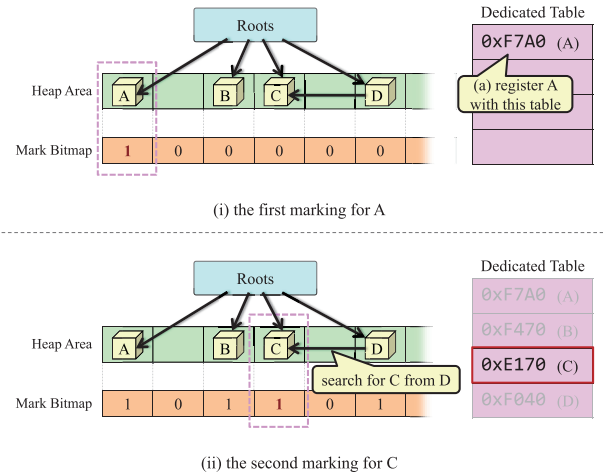 Dedicated Table
Roots
0xF7A0 (A)
Heap Area
A
B
C
D
(a) register A
with this table
Mark Bitmap
1 0 0 0 0 0
(i) the first marking for A
Dedicated Table
Roots
0xF7A0 (A)
0xF470 (B)
Heap Area
A
B
C
D
0xE170 (C)
search for C from D
Mark Bitmap
1 0 1 1 0 1
0xF040 (D)
(ii) the second marking for C